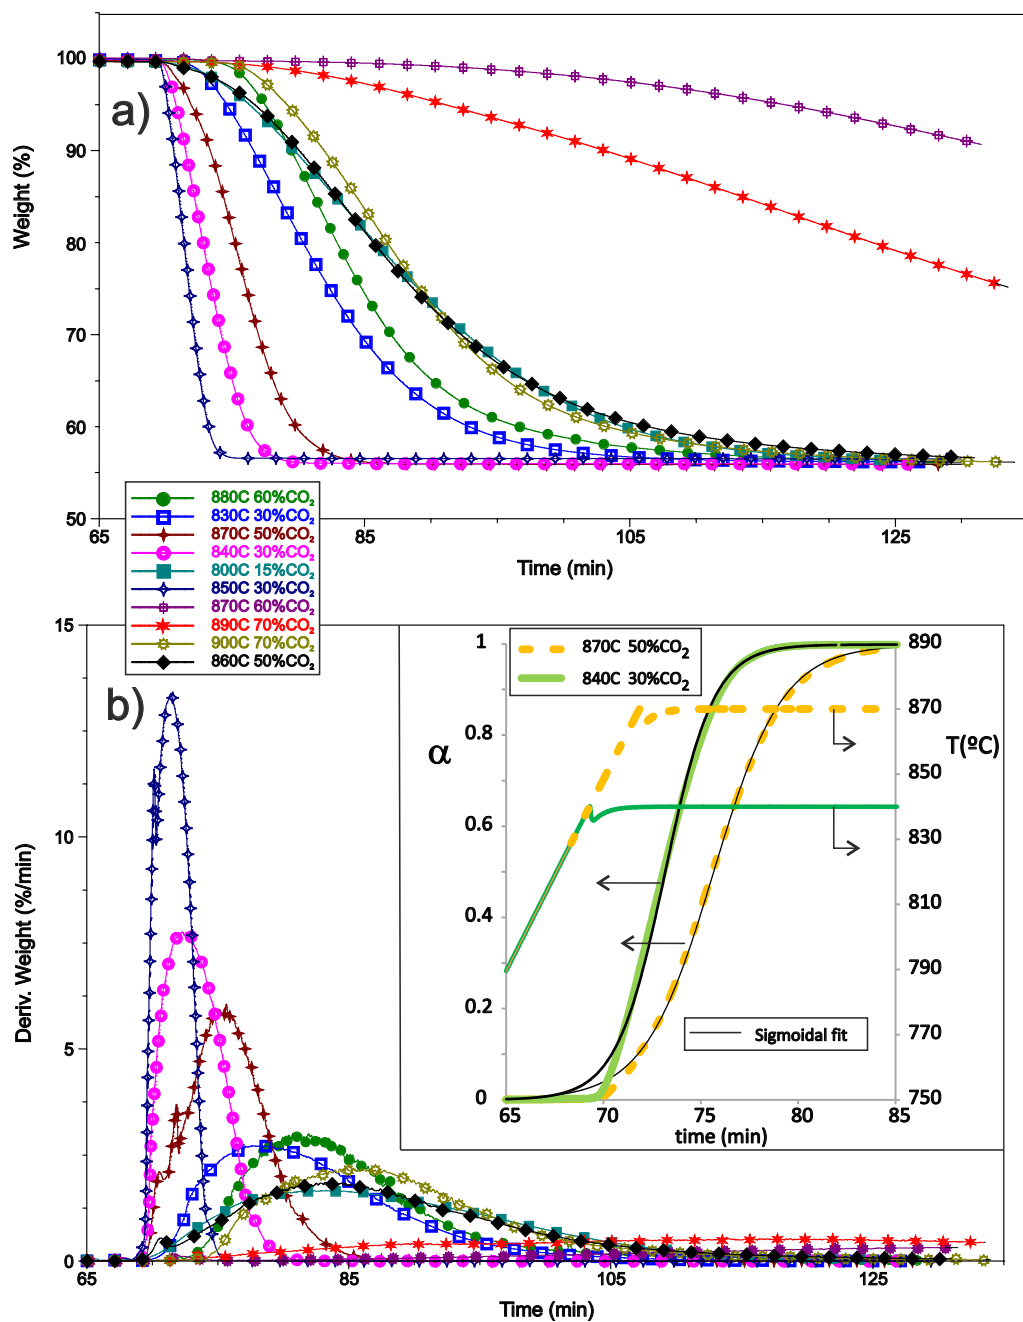 a)
Weight (%)
100
90
80
70
60
50
65
85
105
125
Time (min)
880C 60%CO₂
830C 30%CO₂
870C 50%CO₂
840C 30%CO₂
800C 15%CO₂
850C 30%CO₂
870C 60%CO₂
890C 70%CO₂
900C 70%CO₂
860C 50%CO₂
b)
Deriv. Weight (%/min)
15
10
5
0
65
85
105
125
Time (min)
870C 50%CO₂
840C 30%CO₂
α
1
0.8
0.6
0.4
0.2
0
T(ºC)
890
870
850
830
810
790
770
750
Sigmoidal fit
65
70
75
80
85
time (min)